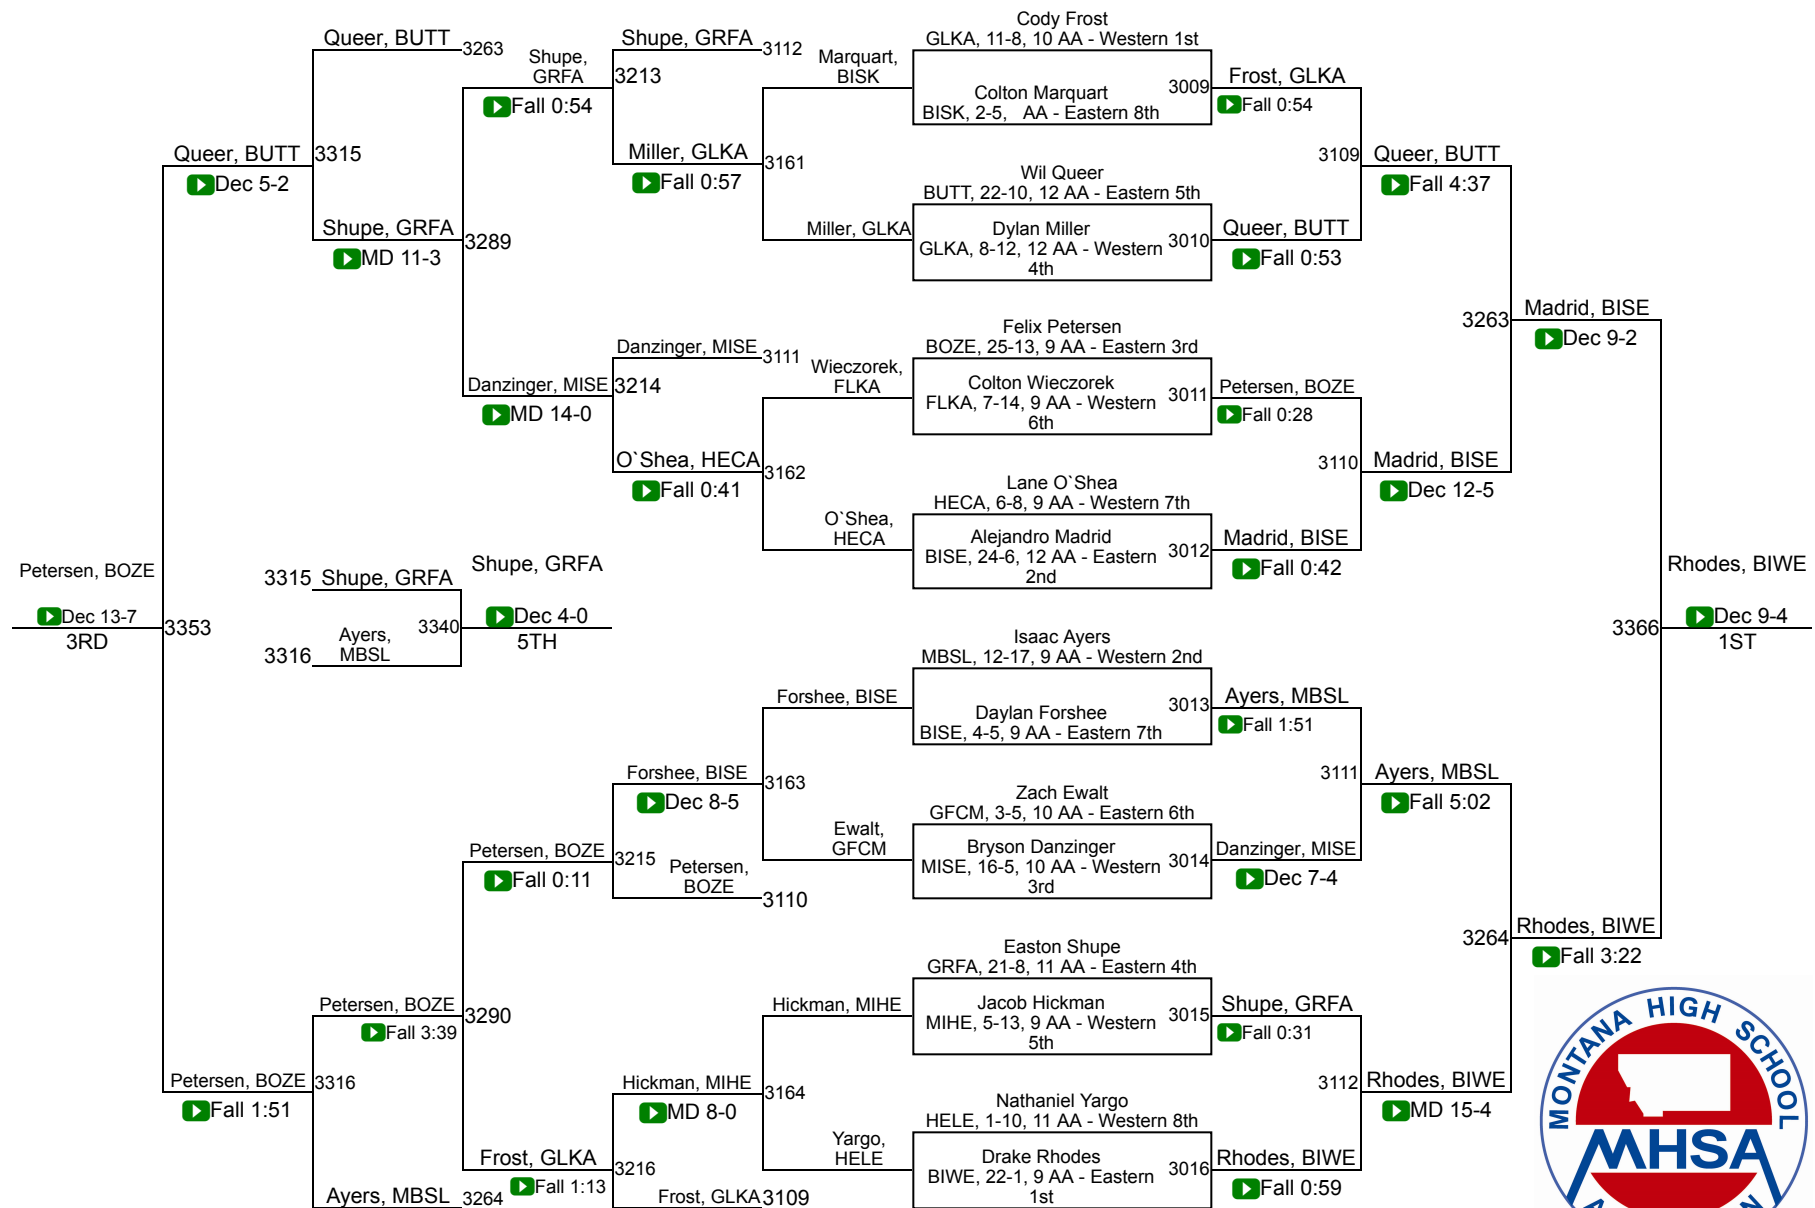 Cody Frost
GLKA, 11-8, 10 AA - Western 1st
Queer, BUTT
3263
Shupe, GRFA
3112
Shupe,
GRFA
3213
Marquart,
BISK
Colton Marquart
BISK, 2-5, AA - Eastern 8th
3009
Frost, GLKA
Fall 0:54
Fall 0:54
Queer, BUTT
3315
Dec 5-2
Miller, GLKA
3161
Fall 0:57
3109
Queer, BUTT
Fall 4:37
Wil Queer
BUTT, 22-10, 12 AA - Eastern 5th
Shupe, GRFA
3289
MD 11-3
Miller, GLKA
Dylan Miller
GLKA, 8-12, 12 AA - Western
4th
3010
Queer, BUTT
Fall 0:53
3263
Madrid, BISE
Dec 9-2
Felix Petersen
BOZE, 25-13, 9 AA - Eastern 3rd
Danzinger, MISE
3111
Danzinger, MISE
3214
MD 14-0
Wieczorek,
FLKA
Colton Wieczorek
FLKA, 7-14, 9 AA - Western
6th
3011
Petersen, BOZE
Fall 0:28
O`Shea, HECA
3162
Fall 0:41
3110
Madrid, BISE
Dec 12-5
Lane O`Shea
HECA, 6-8, 9 AA - Western 7th
O`Shea,
HECA
Alejandro Madrid
BISE, 24-6, 12 AA - Eastern
2nd
3012
Madrid, BISE
Fall 0:42
Petersen, BOZE
Dec 13-7
3RD
3353
3315
Shupe, GRFA
3316
Ayers,
MBSL
3340
Shupe, GRFA
Dec 4-0
5TH
3366
Rhodes, BIWE
Dec 9-4
1ST
Isaac Ayers
MBSL, 12-17, 9 AA - Western 2nd
Forshee, BISE
Daylan Forshee
BISE, 4-5, 9 AA - Eastern 7th
3013
Ayers, MBSL
Fall 1:51
Forshee, BISE
3163
Dec 8-5
3111
Ayers, MBSL
Fall 5:02
Zach Ewalt
GFCM, 3-5, 10 AA - Eastern 6th
Petersen, BOZE
3215
Fall 0:11
Petersen,
BOZE
3110
Ewalt,
GFCM
Bryson Danzinger
MISE, 16-5, 10 AA - Western
3rd
3014
Danzinger, MISE
Dec 7-4
3264
Rhodes, BIWE
Fall 3:22
Easton Shupe
GRFA, 21-8, 11 AA - Eastern 4th
Petersen, BOZE
3290
Fall 3:39
Hickman, MIHE
Jacob Hickman
MIHE, 5-13, 9 AA - Western
5th
3015
Shupe, GRFA
Fall 0:31
Petersen, BOZE
3316
Fall 1:51
Hickman, MIHE
3164
MD 8-0
3112
Rhodes, BIWE
MD 15-4
Nathaniel Yargo
HELE, 1-10, 11 AA - Western 8th
Frost, GLKA
3216
Fall 1:13
Yargo,
HELE
Drake Rhodes
BIWE, 22-1, 9 AA - Eastern
1st
3016
Rhodes, BIWE
Fall 0:59
Ayers, MBSL
3264
Frost, GLKA
3109
MONTANA HIGH SCHOOL
MHSA